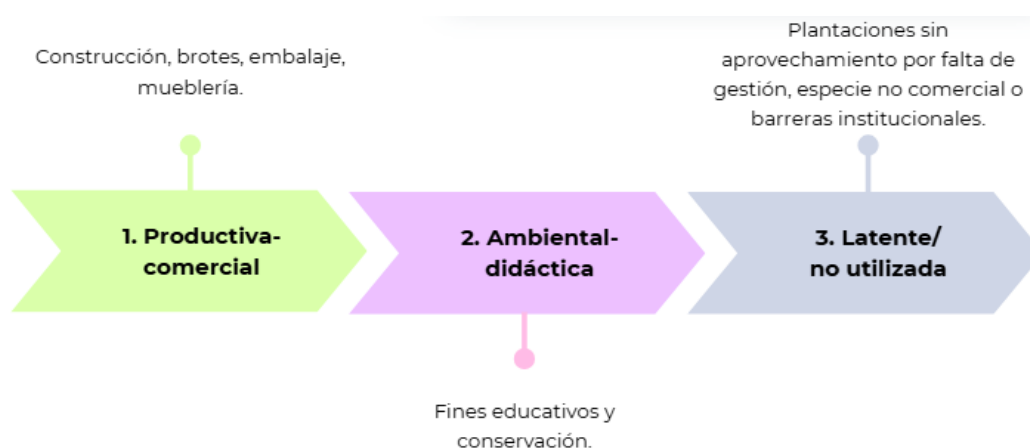 Construcción, brotes, embalaje,
mueblería.
Plantaciones sin
aprovechamiento por falta de
gestión, especie no comercial o
barreras institucionales.
1. Productiva-
comercial
2. Ambiental-
didáctica
3. Latente/
no utilizada
Fines educativos y
conservación.